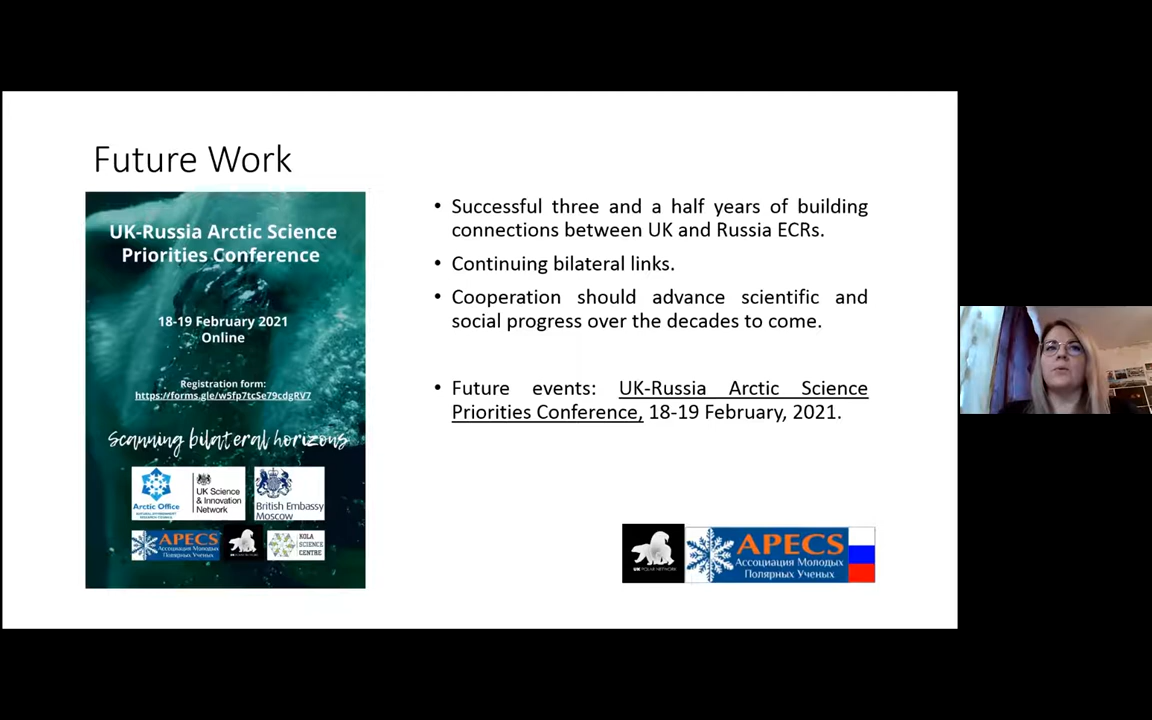 Future Work
UK-Russia Arctic Science
Priorities Conference
18-19 February 2021
Online
Registration form:
https://forms.gle/w5fp7tcSe79cdgRV7
Scanning bilateral horizons
Arctic Office
UK Science
& Innovation
Network
British Embassy
Moscow
APECS
Ассоциация Молодых
Полярных Ученых
KOLA
SCIENCE
CENTRE
• Successful three and a half years of building
connections between UK and Russia ECRs.
• Continuing bilateral links.
• Cooperation should advance scientific and
social progress over the decades to come.
• Future events: UK-Russia Arctic Science
Priorities Conference, 18-19 February, 2021.
UK POLAR NETWORK
APECS
Ассоциация Молодых
Полярных Ученых